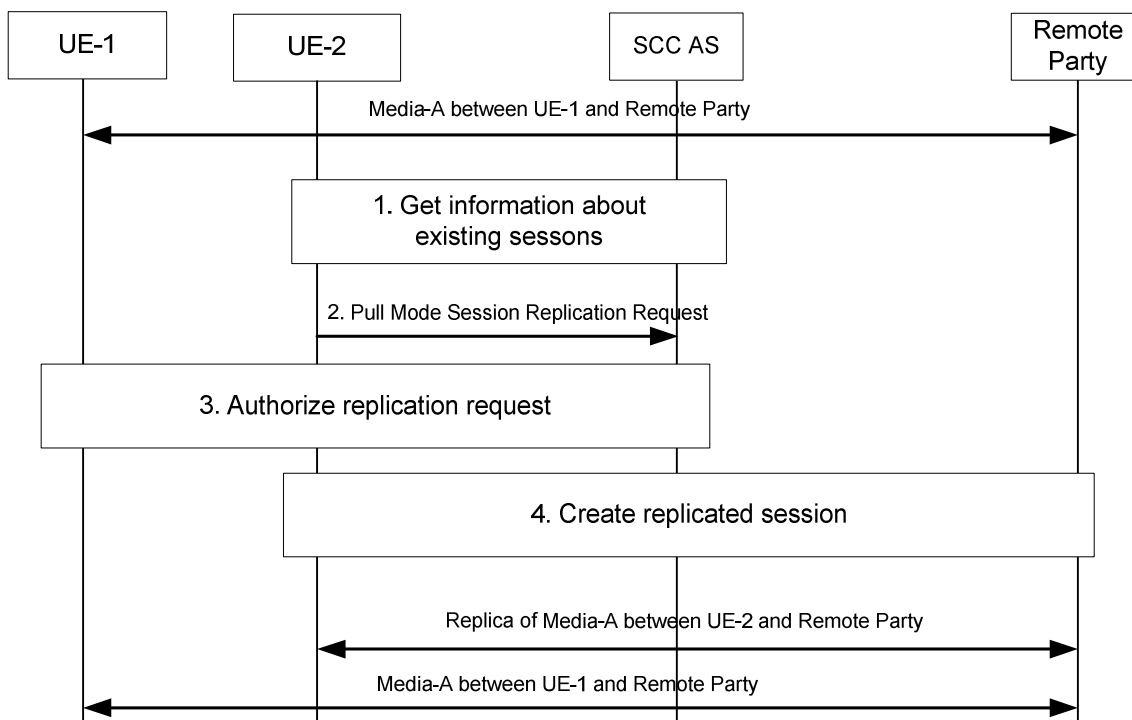 UE-1
UE-2
SCC AS
Remote
Party
Media-A between UE-1 and Remote Party
1. Get information about
existing sessons
2. Pull Mode Session Replication Request
3. Authorize replication request
4. Create replicated session
Replica of Media-A between UE-2 and Remote Party
Media-A between UE-1 and Remote Party